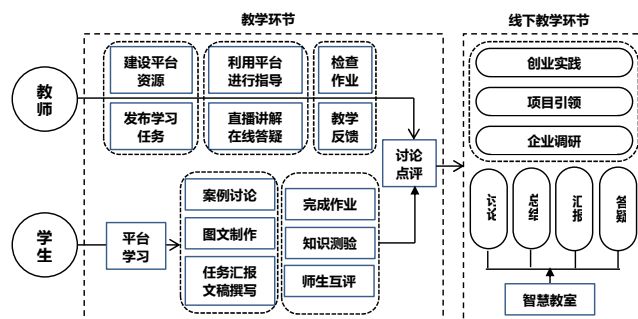 教学环节
线下教学环节
教
师
建设平台
资源
利用平台
进行指导
检查
作业
发布学习
任务
直播讲解
在线答疑
教学
反馈
讨论
点评
学
生
平台
学习
案例讨论
图文制作
任务汇报
文稿撰写
完成作业
知识测验
师生互评
创业实践
项目引领
企业调研
讨论
总结
汇报
答疑
智慧教室